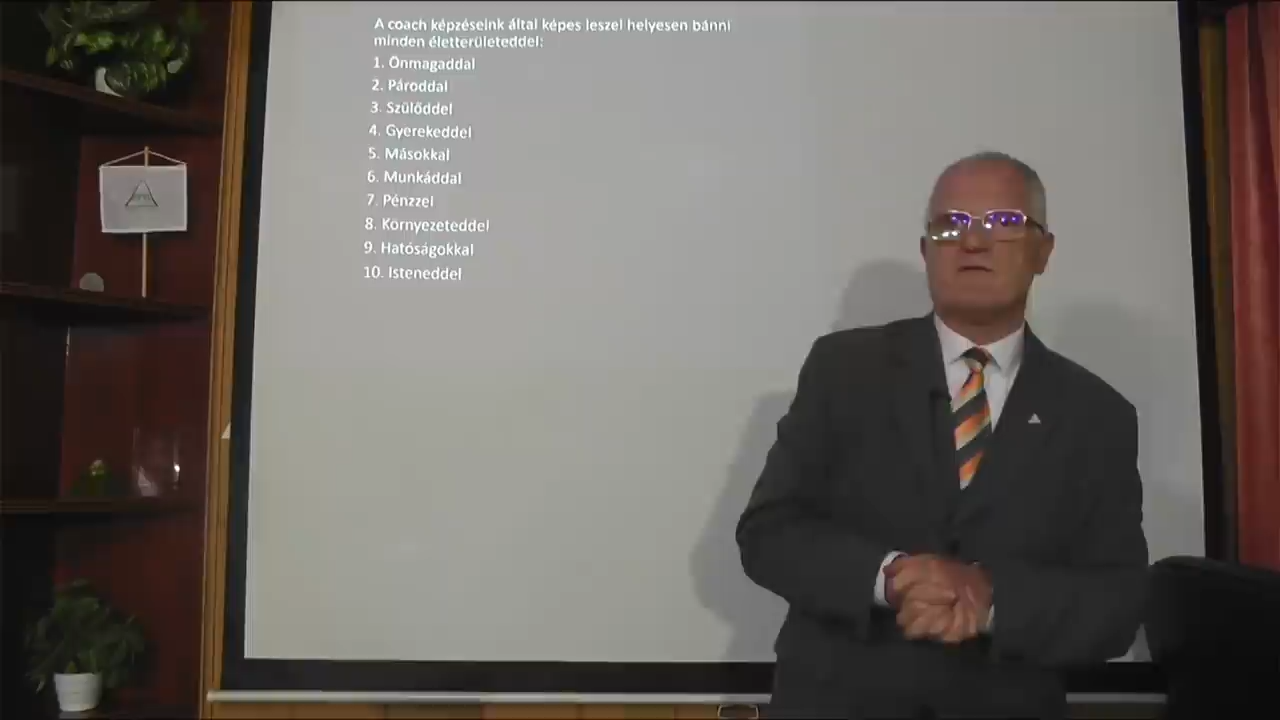 A coach képzéseink által képes leszel helyesen bánni
minden életterületeddel:
1. Önmagaddal
2. Pároddal
3. Szülőddel
4. Gyerekeddel
5. Másokkal
6. Munkáddal
7. Pénzzel
8. Környezeteddel
9. Hatóságokkal
10. Isteneddel